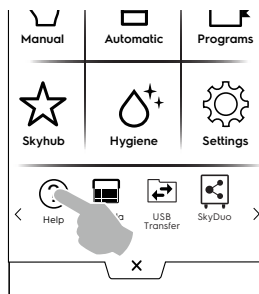 Manual Automatic Programs
Skyhub Hygiene Settings
Help USB Transfer SkyDuo
X